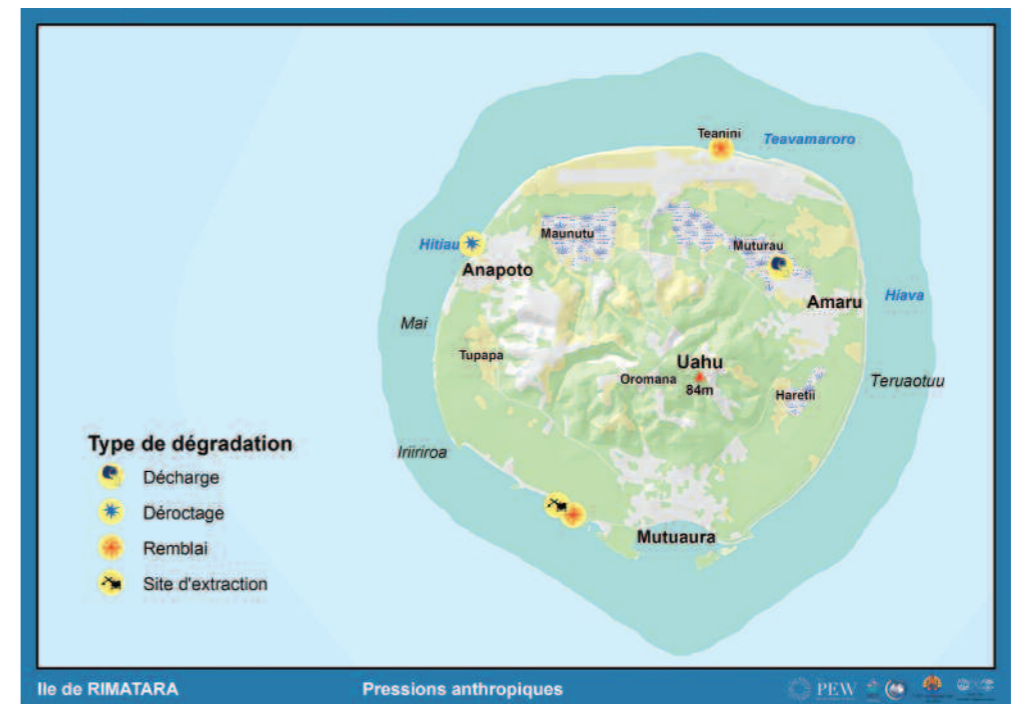 Teanini
Teavamaroro
Maunutu
Muturau
Hitiau
Anapoto
Amaru
Hiava
Mai
Tupapa
Uahu
Oromana
84m
Haretii
Teruaotuu
Iriiriroa
Mutuaura
Type de dégradation
Décharge
Déroctage
Remblai
Site d'extraction
Ile de RIMATARA
Pressions anthropiques
PEW